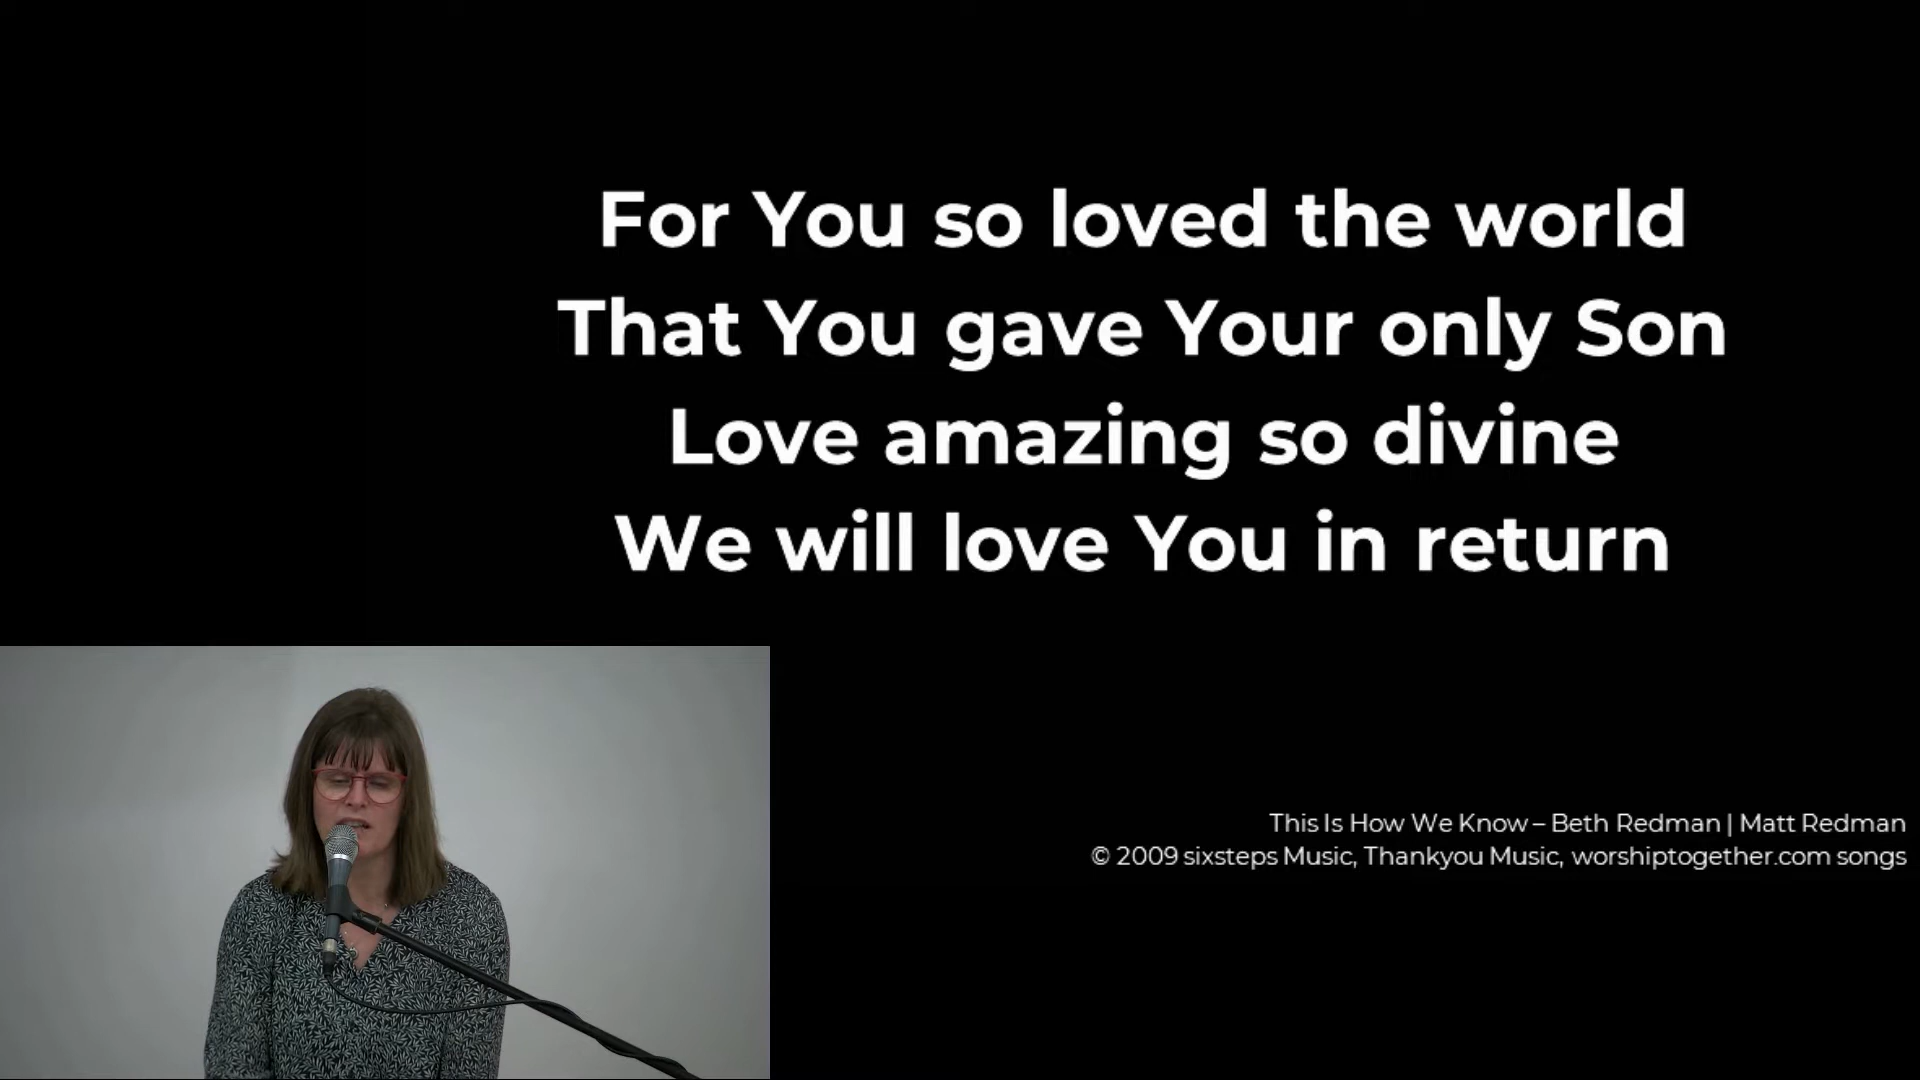 For You so loved the world
That You gave Your only Son
Love amazing so divine
We will love You in return
This Is How We Know – Beth Redman | Matt Redman
© 2009 sixsteps Music, Thankyou Music, worshiptogether.com songs